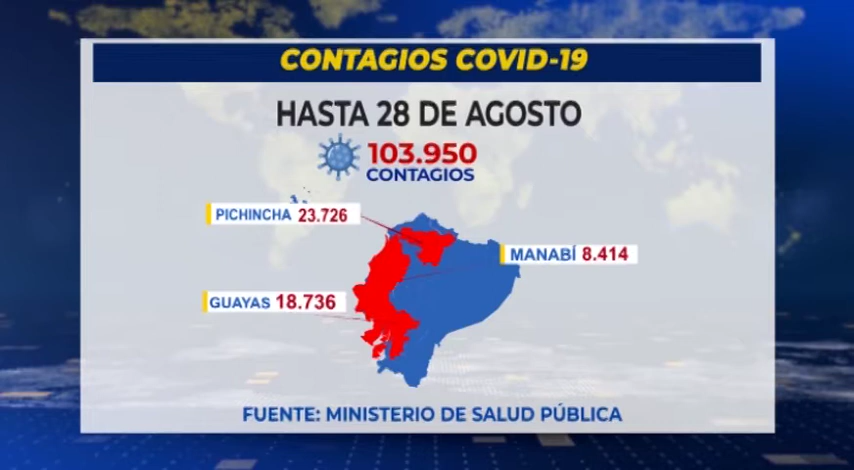 CONTAGIOS COVID-19
HASTA 28 DE AGOSTO
103.950
CONTAGIOS
PICHINCHA 23.726
MANABÍ 8.414
GUAYAS 18.736
FUENTE: MINISTERIO DE SALUD PÚBLICA